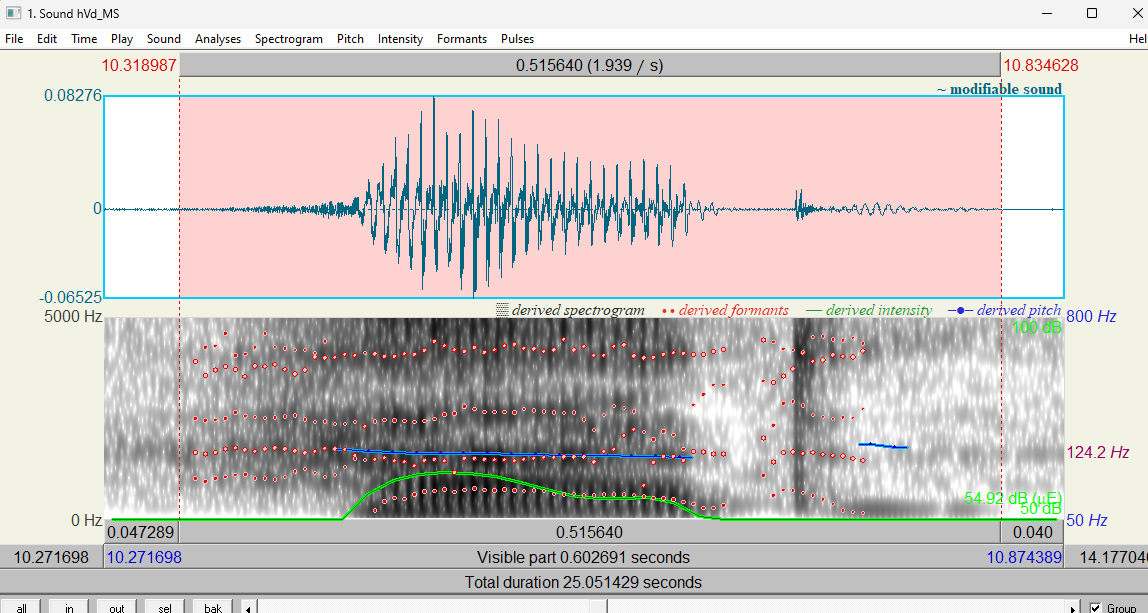 1. Sound hVd_MS
File Edit Time Play Sound Analyses Spectrogram Pitch Intensity Formants Pulses Hel
10.318987 0.515640 (1.939 / s) 10.834628
0.08276 ~ modifiable sound
0
-0.06525
derived spectrogram derived formants derived intensity derived pitch
5000 Hz 800 Hz
100 dB
124.2 Hz
54.92 dB (µE)
50 dB
0 Hz 50 Hz
0.047289 0.515640 0.040
10.271698 10.271698 Visible part 0.602691 seconds 10.874389 14.17704
Total duration 25.051429 seconds
all in out sel bak Group